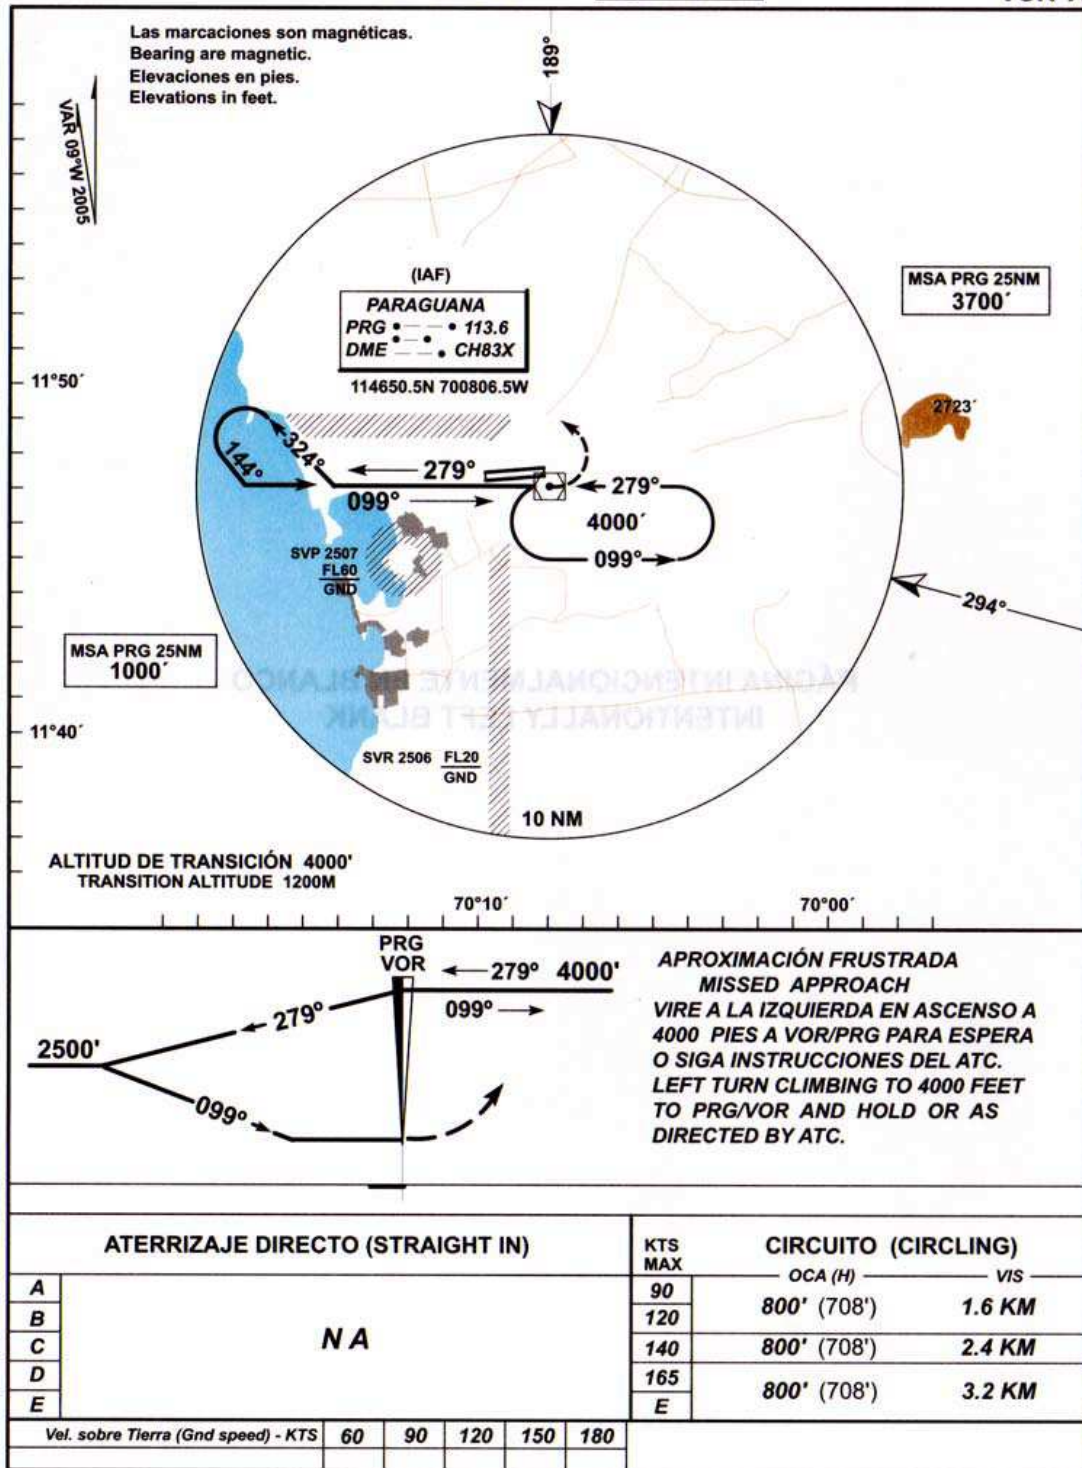 Las marcaciones son magnéticas.
Bearing are magnetic.
Elevaciones en pies.
Elevations in feet.
VAR 09°W 2005
189°
(IAF)
PARAGUANA
PRG 113.6
DME CH83X
114650.5N 700806.5W
MSA PRG 25NM
3700´
2723´
11°50´
324°
144°
279°
099°
279°
4000´
099°
294°
SVP 2507
FL60
GND
MSA PRG 25NM
1000´
PÁGINA INTENCIONALMENTE EN BLANCO
INTENTIONALLY LEFT BLANK
11°40´
SVR 2506 FL20
GND
10 NM
ALTITUD DE TRANSICIÓN 4000'
TRANSITION ALTITUDE 1200M
70°10´
70°00´
PRG
VOR
279º 4000'
099º
279º
2500'
099º
APROXIMACIÓN FRUSTRADA
MISSED APPROACH
VIRE A LA IZQUIERDA EN ASCENSO A
4000 PIES A VOR/PRG PARA ESPERA
O SIGA INSTRUCCIONES DEL ATC.
LEFT TURN CLIMBING TO 4000 FEET
TO PRG/VOR AND HOLD OR AS
DIRECTED BY ATC.
ATERRIZAJE DIRECTO (STRAIGHT IN)
A
B
C
D
E
N A
KTS
MAX
CIRCUITO (CIRCLING)
OCA (H) VIS
90
120
800' (708') 1.6 KM
140 800' (708') 2.4 KM
165
E
800' (708') 3.2 KM
Vel. sobre Tierra (Gnd speed) - KTS 60 90 120 150 180